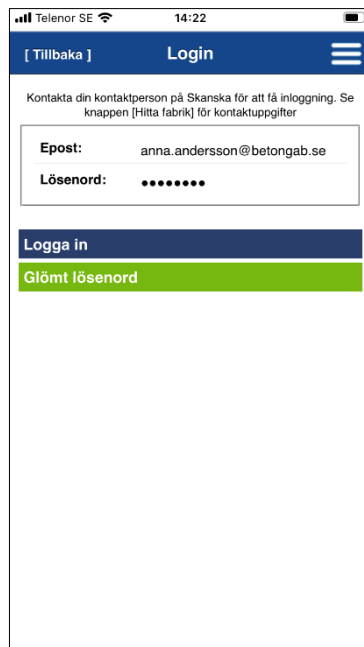 Telenor SE 14:22
[ Tillbaka ] Login
Kontakta din kontaktperson på Skanska för att få inloggning. Se
knappen [Hitta fabrik] för kontaktuppgifter
Epost: anna.andersson@betongab.se
Lösenord: ••••••••
Logga in
Glömt lösenord